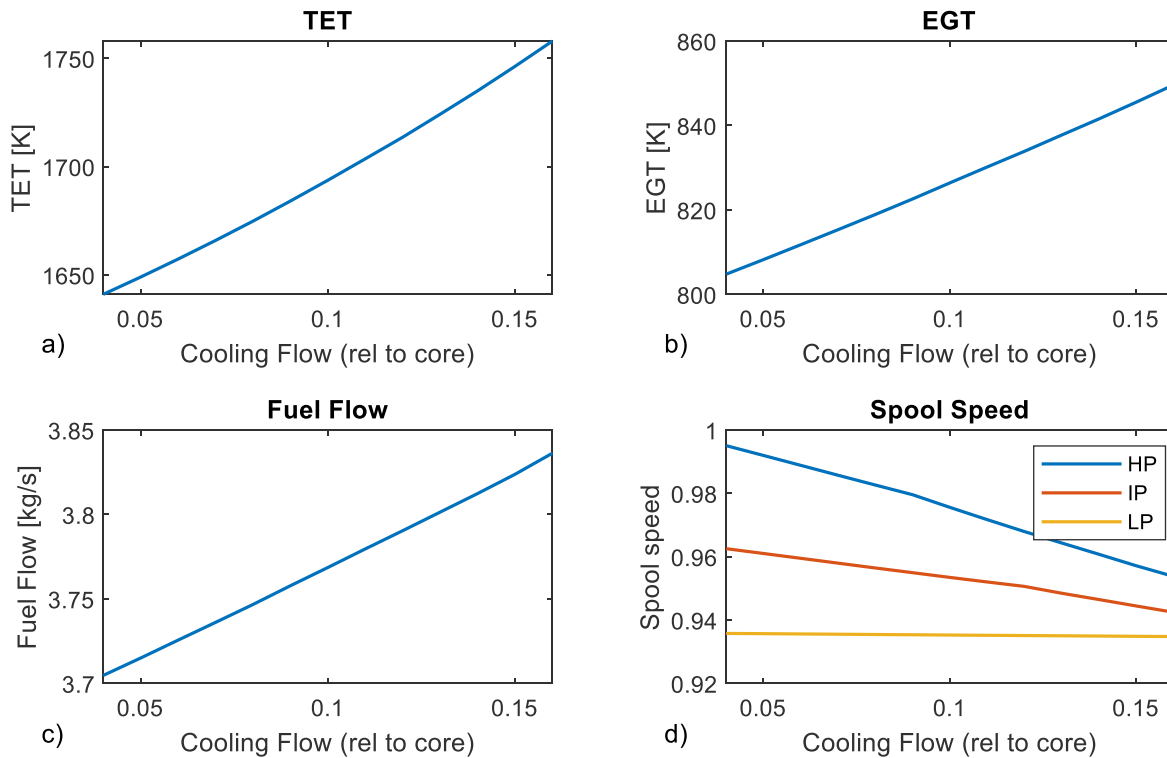 TET
TET [K]
1750
1700
1650
0.05 0.1 0.15
a)
Cooling Flow (rel to core)
EGT
EGT [K]
860
840
820
800
0.05 0.1 0.15
b)
Cooling Flow (rel to core)
Fuel Flow
Fuel Flow [kg/s]
3.85
3.8
3.75
3.7
0.05 0.1 0.15
c)
Cooling Flow (rel to core)
Spool Speed
Spool speed
1
0.98
0.96
0.94
0.92
HP
IP
LP
0.05 0.1 0.15
d)
Cooling Flow (rel to core)